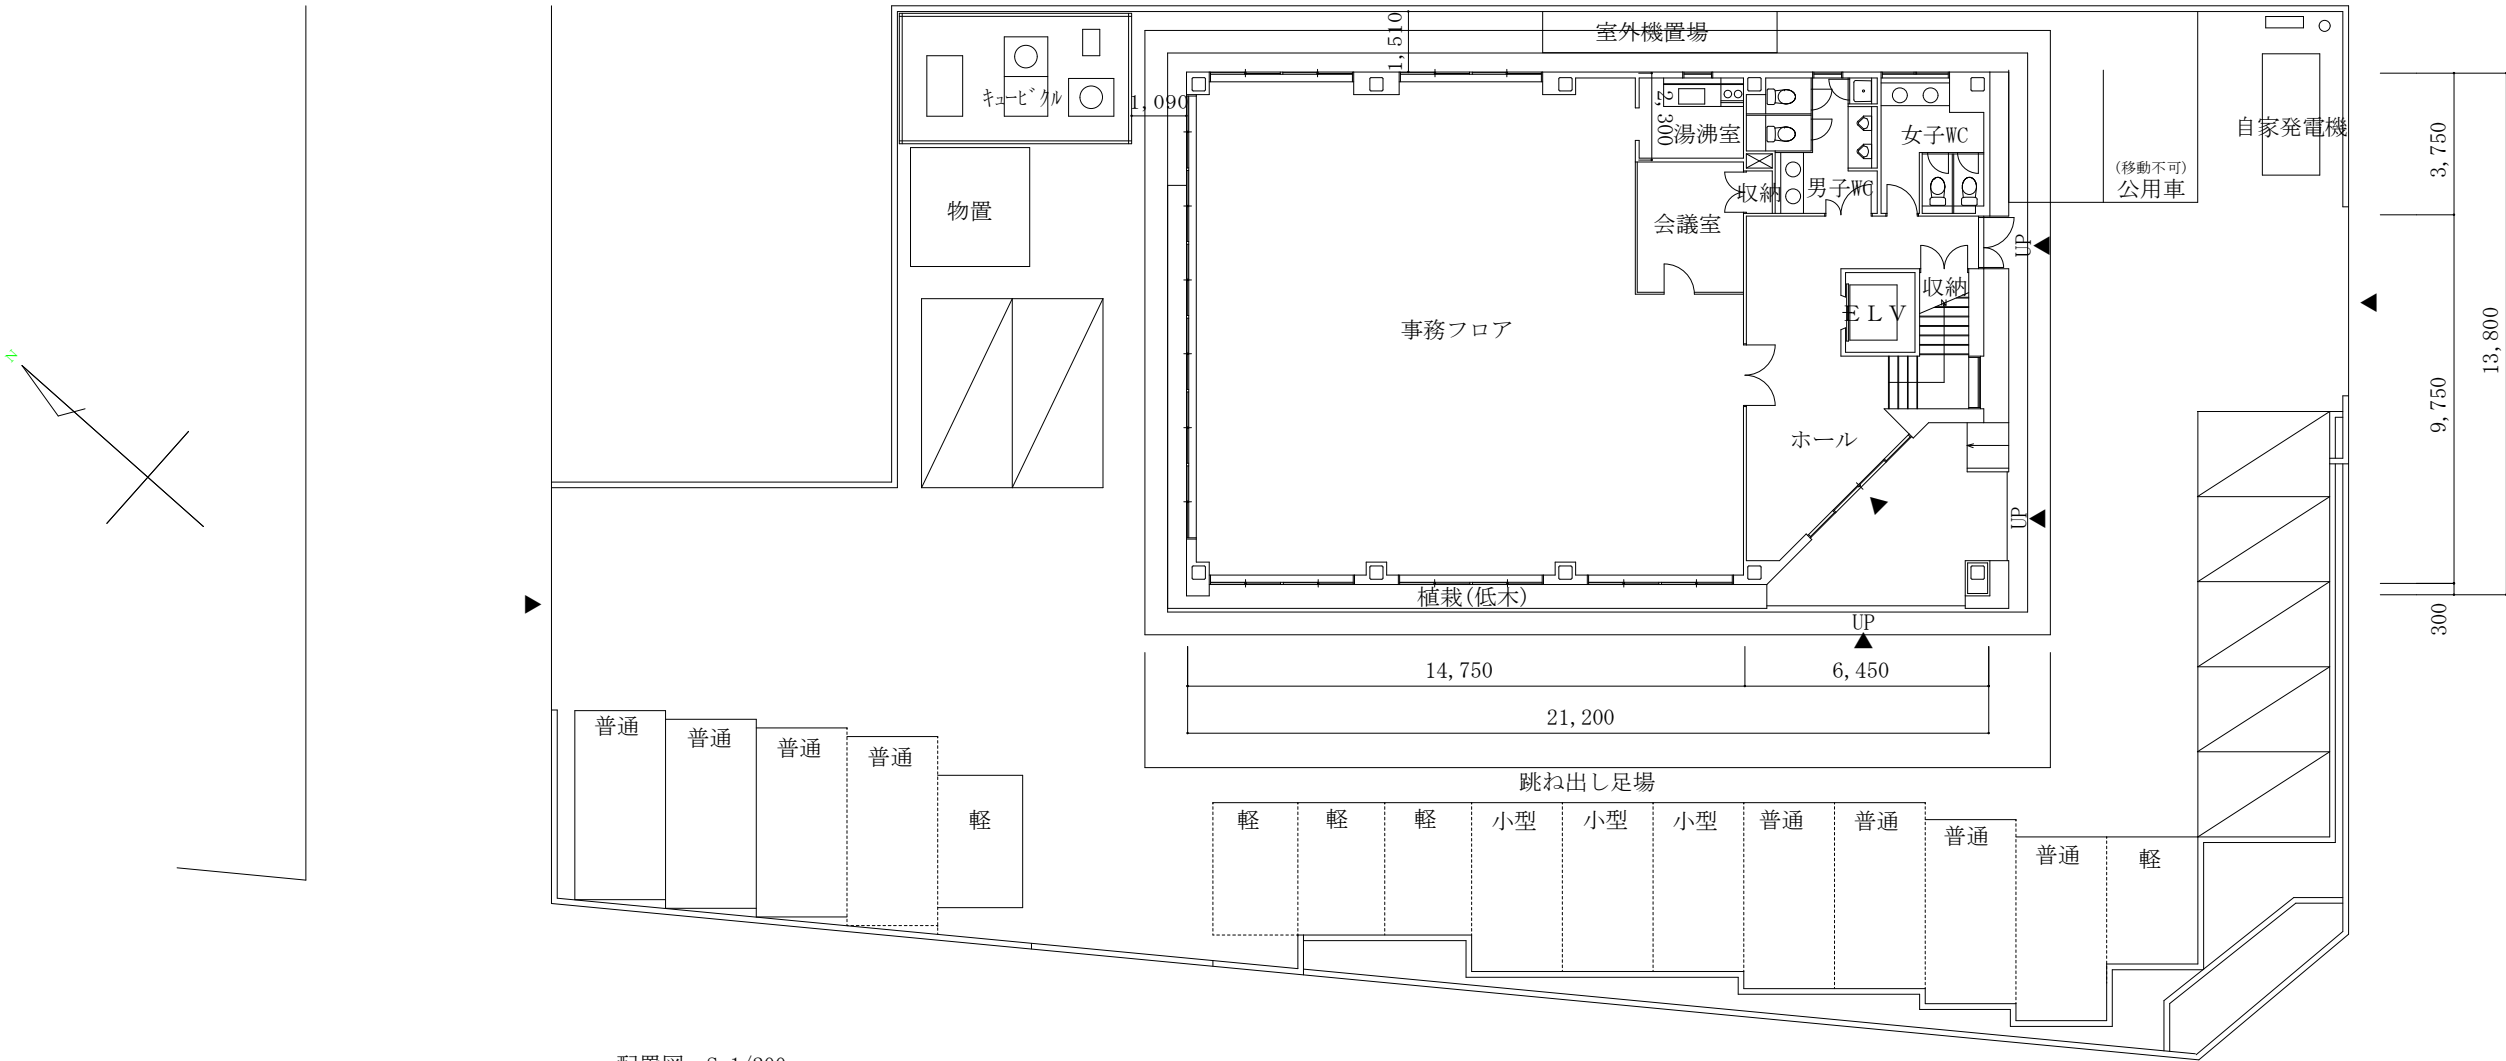 室外機置場
1,510
キュービクル
1,090
2,300
湯沸室
女子WC
自家発電機
3,750
(移動不可)
公用車
収納
男子WC
物置
会議室
UP
収納
ELV
事務フロア
13,800
N
9,750
ホール
UP
植栽(低木)
300
UP
14,750
6,450
21,200
普通
普通
普通
普通
跳ね出し足場
軽
軽
軽
軽
小型
小型
小型
普通
普通
普通
普通
軽
配置図 S=1/200